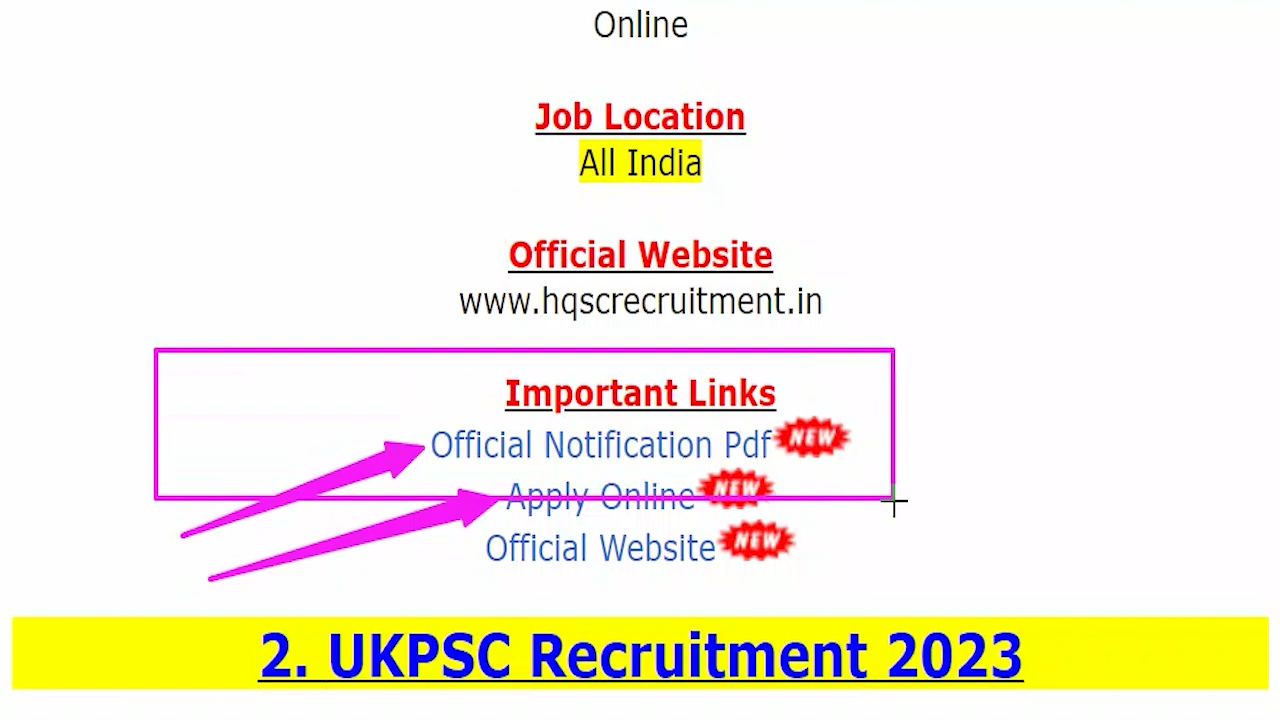 Online
Job Location
All India
Official Website
www.hqscrecruitment.in
Important Links
Official Notification Pdf NEW
Apply Online NEW
Official Website NEW
2. UKPSC Recruitment 2023